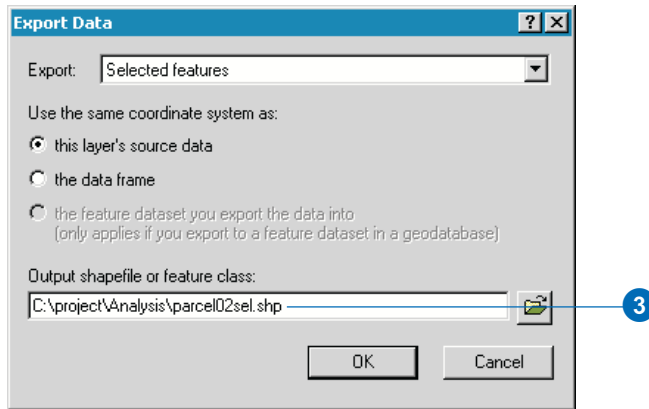 Export Data
Export: Selected features
Use the same coordinate system as:
this layer's source data
the data frame
the feature dataset you export the data into
(only applies if you export to a feature dataset in a geodatabase)
Output shapefile or feature class:
C:\project\Analysis\parcel02sel.shp
3
OK Cancel